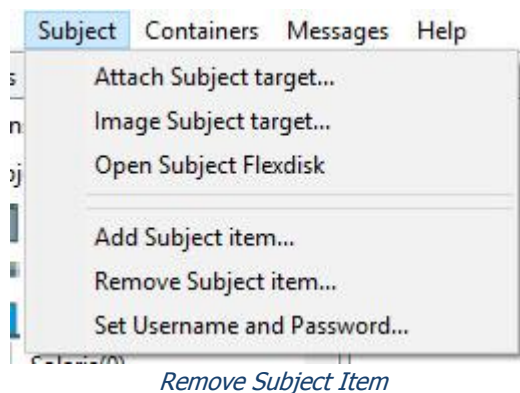 Subject Containers Messages Help
Attach Subject target...
Image Subject target...
Open Subject Flexdisk
Add Subject item...
Remove Subject item...
Set Username and Password...
Remove Subject Item